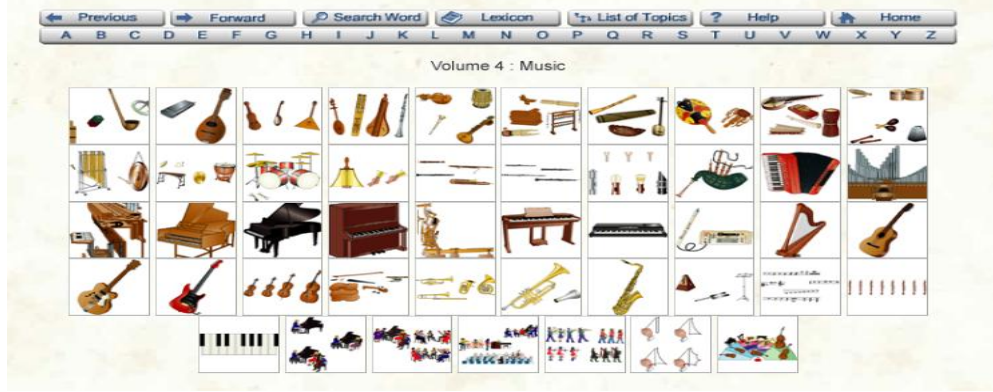 Previous Forward Search Word Lexicon List of Topics ? Help Home
A B C D E F G H I J K L M N O P Q R S T U V W X Y Z
Volume 4 : Music